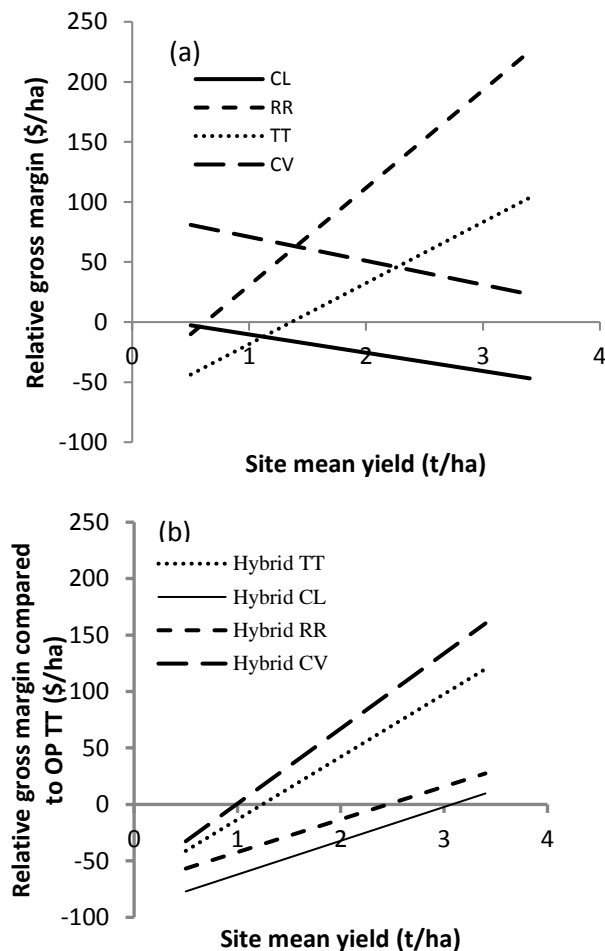 250
200
150
100
50
0
-50
-100
0
1
2
3
4
(a)
CL
RR
TT
CV
Relative gross margin ($/ha)
Site mean yield (t/ha)
250
200
150
100
50
0
-50
-100
0
1
2
3
4
(b)
Hybrid TT
Hybrid CL
Hybrid RR
Hybrid CV
Relative gross margin compared
to OP TT ($/ha)
Site mean yield (t/ha)